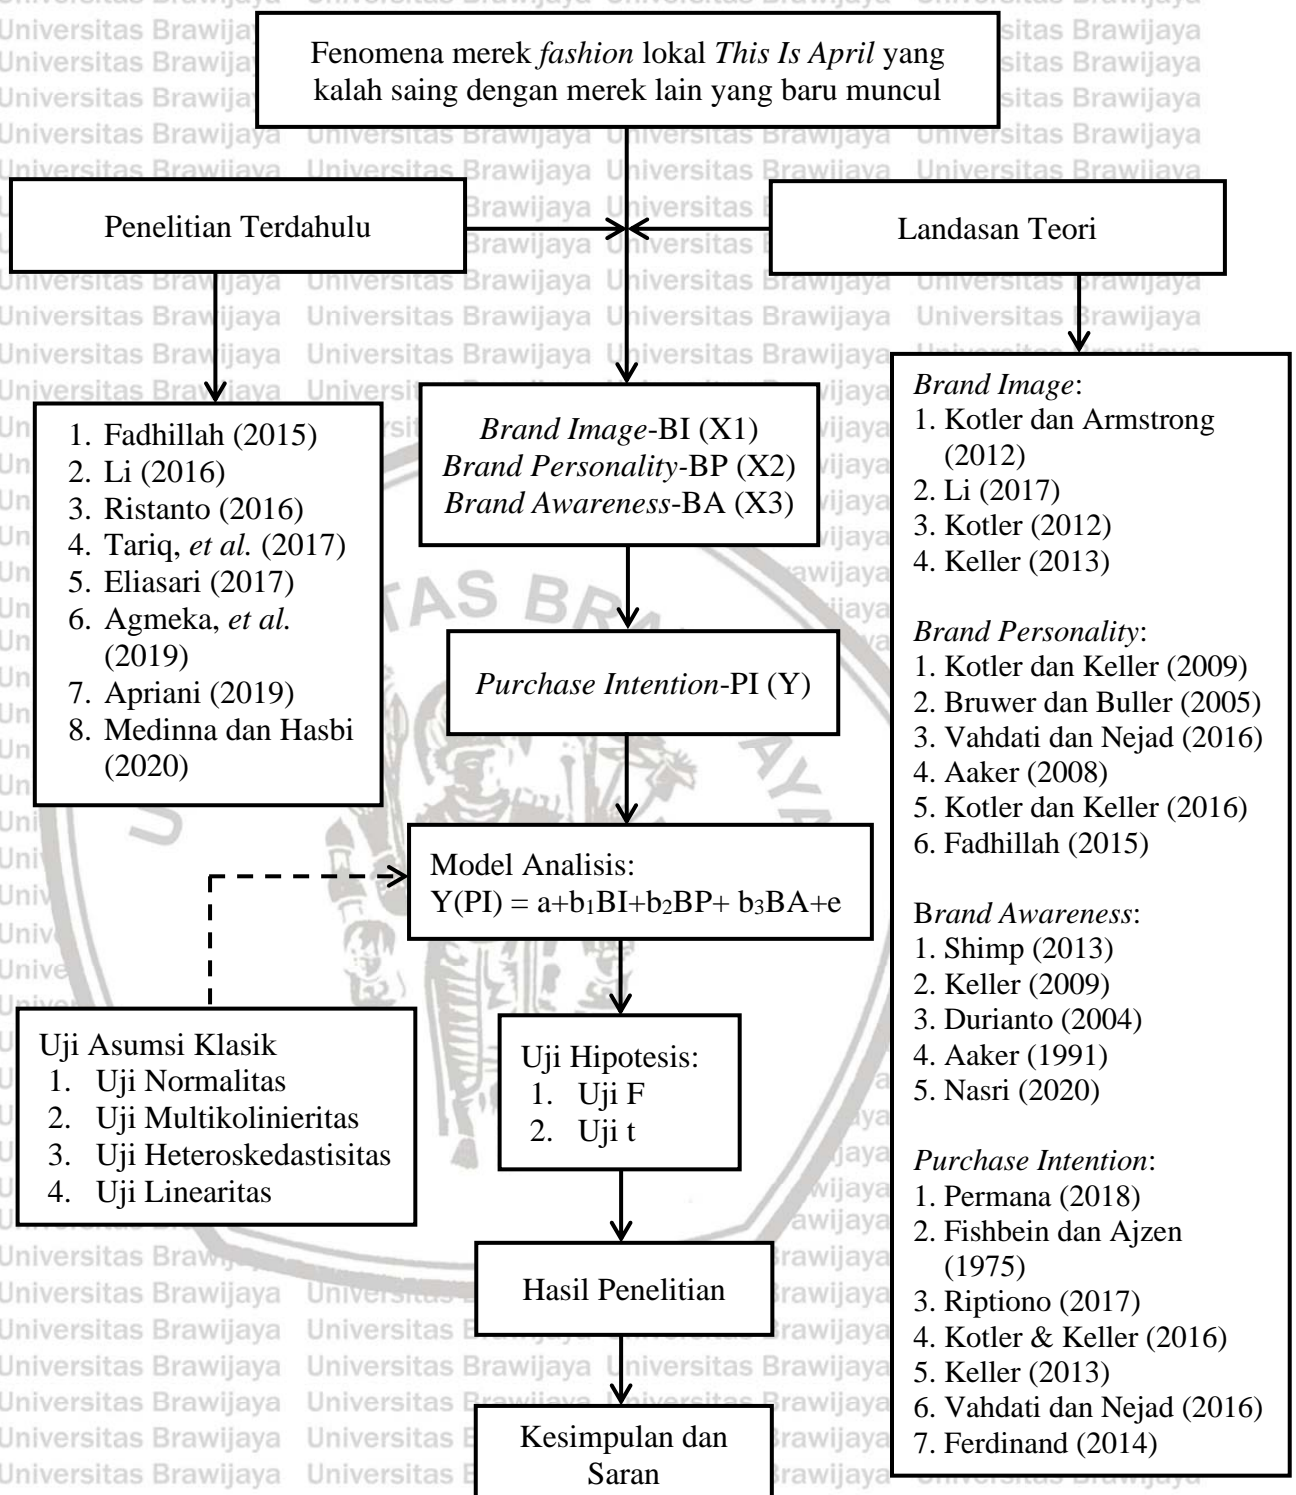 Fenomena merek fashion lokal This Is April yang
kalah saing dengan merek lain yang baru muncul
Penelitian Terdahulu
Landasan Teori
1. Fadhillah (2015)
2. Li (2016)
3. Ristanto (2016)
4. Tariq, et al. (2017)
5. Eliasari (2017)
6. Agmeka, et al.
(2019)
7. Apriani (2019)
8. Medinna dan Hasbi
(2020)
Brand Image-BI (X1)
Brand Personality-BP (X2)
Brand Awareness-BA (X3)
Purchase Intention-PI (Y)
Model Analisis:
Y(PI) = a+b₁BI+b₂BP+ b₃BA+e
Uji Asumsi Klasik
1. Uji Normalitas
2. Uji Multikolinieritas
3. Uji Heteroskedastisitas
4. Uji Linearitas
Uji Hipotesis:
1. Uji F
2. Uji t
Hasil Penelitian
Kesimpulan dan
Saran
Brand Image:
1. Kotler dan Armstrong
(2012)
2. Li (2017)
3. Kotler (2012)
4. Keller (2013)
Brand Personality:
1. Kotler dan Keller (2009)
2. Bruwer dan Buller (2005)
3. Vahdati dan Nejad (2016)
4. Aaker (2008)
5. Kotler dan Keller (2016)
6. Fadhillah (2015)
Brand Awareness:
1. Shimp (2013)
2. Keller (2009)
3. Durianto (2004)
4. Aaker (1991)
5. Nasri (2020)
Purchase Intention:
1. Permana (2018)
2. Fishbein dan Ajzen
(1975)
3. Riptiono (2017)
4. Kotler & Keller (2016)
5. Keller (2013)
6. Vahdati dan Nejad (2016)
7. Ferdinand (2014)
Universitas Brawijaya Universitas Brawijaya Universitas Brawijaya Universitas Brawijaya